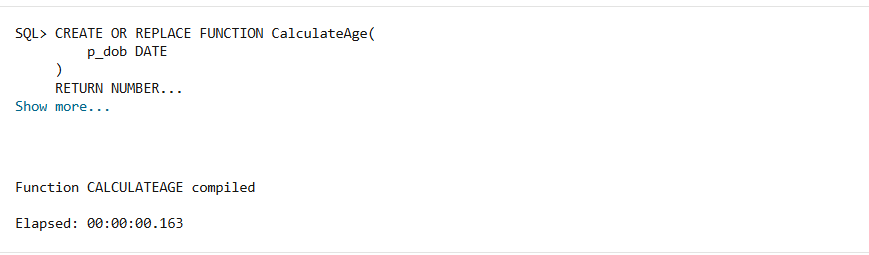 SQL> CREATE OR REPLACE FUNCTION CalculateAge(
p_dob DATE
)
RETURN NUMBER...
Show more...
Function CALCULATEAGE compiled
Elapsed: 00:00:00.163